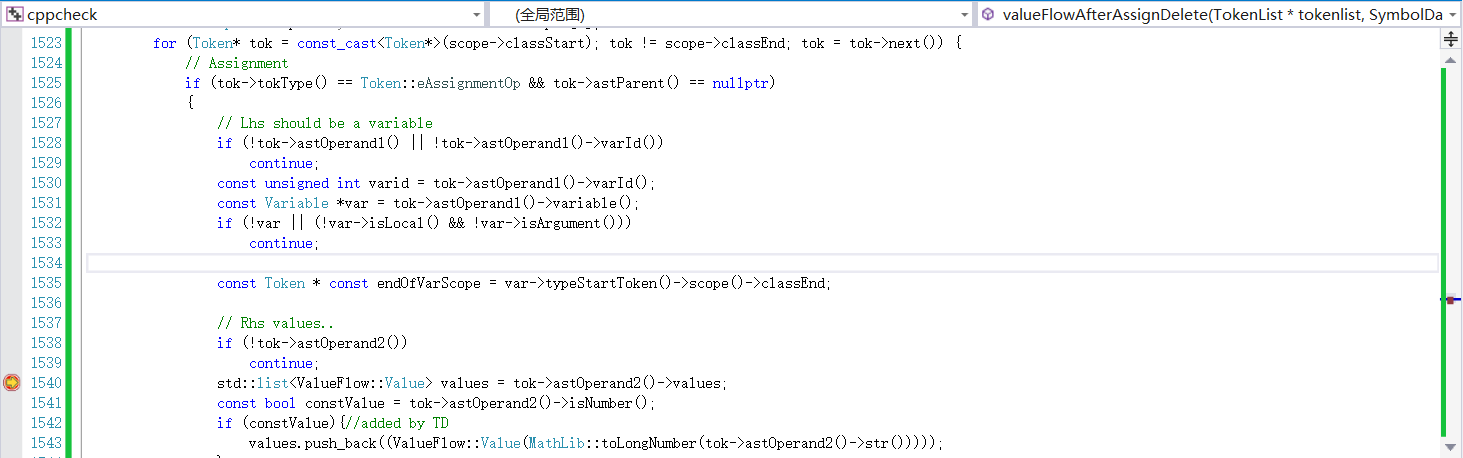 cppcheck (全局范围) valueFlowAfterAssignDelete(TokenList * tokenlist, SymbolDa
1523 for (Token* tok = const_cast<Token*>(scope->classStart); tok != scope->classEnd; tok = tok->next()) {
1524 // Assignment
1525 if (tok->tokType() == Token::eAssignmentOp && tok->astParent() == nullptr)
1526 {
1527 // Lhs should be a variable
1528 if (!tok->astOperand1() || !tok->astOperand1()->varId())
1529 continue;
1530 const unsigned int varid = tok->astOperand1()->varId();
1531 const Variable *var = tok->astOperand1()->variable();
1532 if (!var || (!var->isLocal() && !var->isArgument()))
1533 continue;
1534
1535 const Token * const endOfVarScope = var->typeStartToken()->scope()->classEnd;
1536
1537 // Rhs values..
1538 if (!tok->astOperand2())
1539 continue;
1540 std::list<ValueFlow::Value> values = tok->astOperand2()->values;
1541 const bool constValue = tok->astOperand2()->isNumber();
1542 if (constValue){//added by TD
1543 values.push_back((ValueFlow::Value(MathLib::toLongNumber(tok->astOperand2()->str()))));